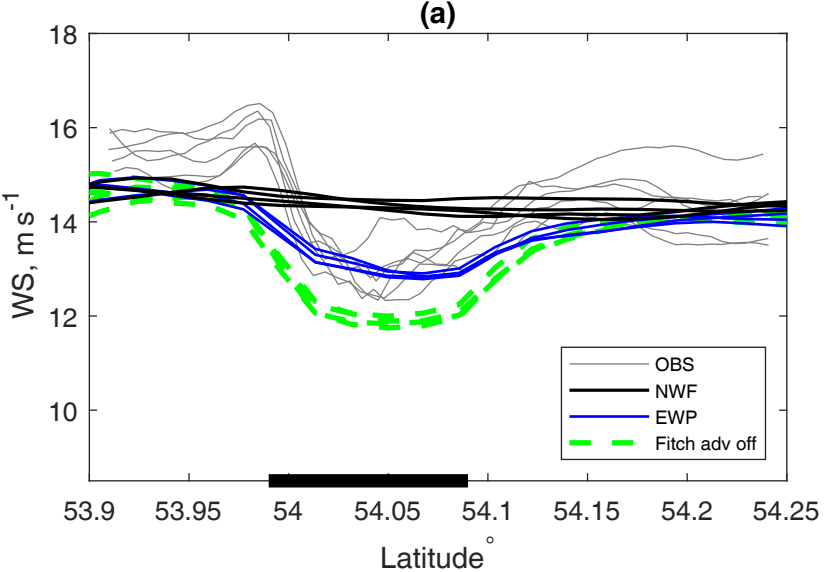 (a)
18
16
14
12
10
WS, m s⁻¹
OBS
NWF
EWP
Fitch adv off
53.9 53.95 54 54.05 54.1 54.15 54.2 54.25
Latitude°